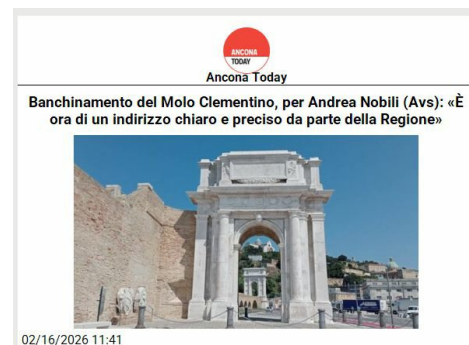 ANCONA
TODAY
Ancona Today
Banchinamento del Molo Clementino, per Andrea Nobili (Avs): «È
ora di un indirizzo chiaro e preciso da parte della Regione»
02/16/2026 11:41